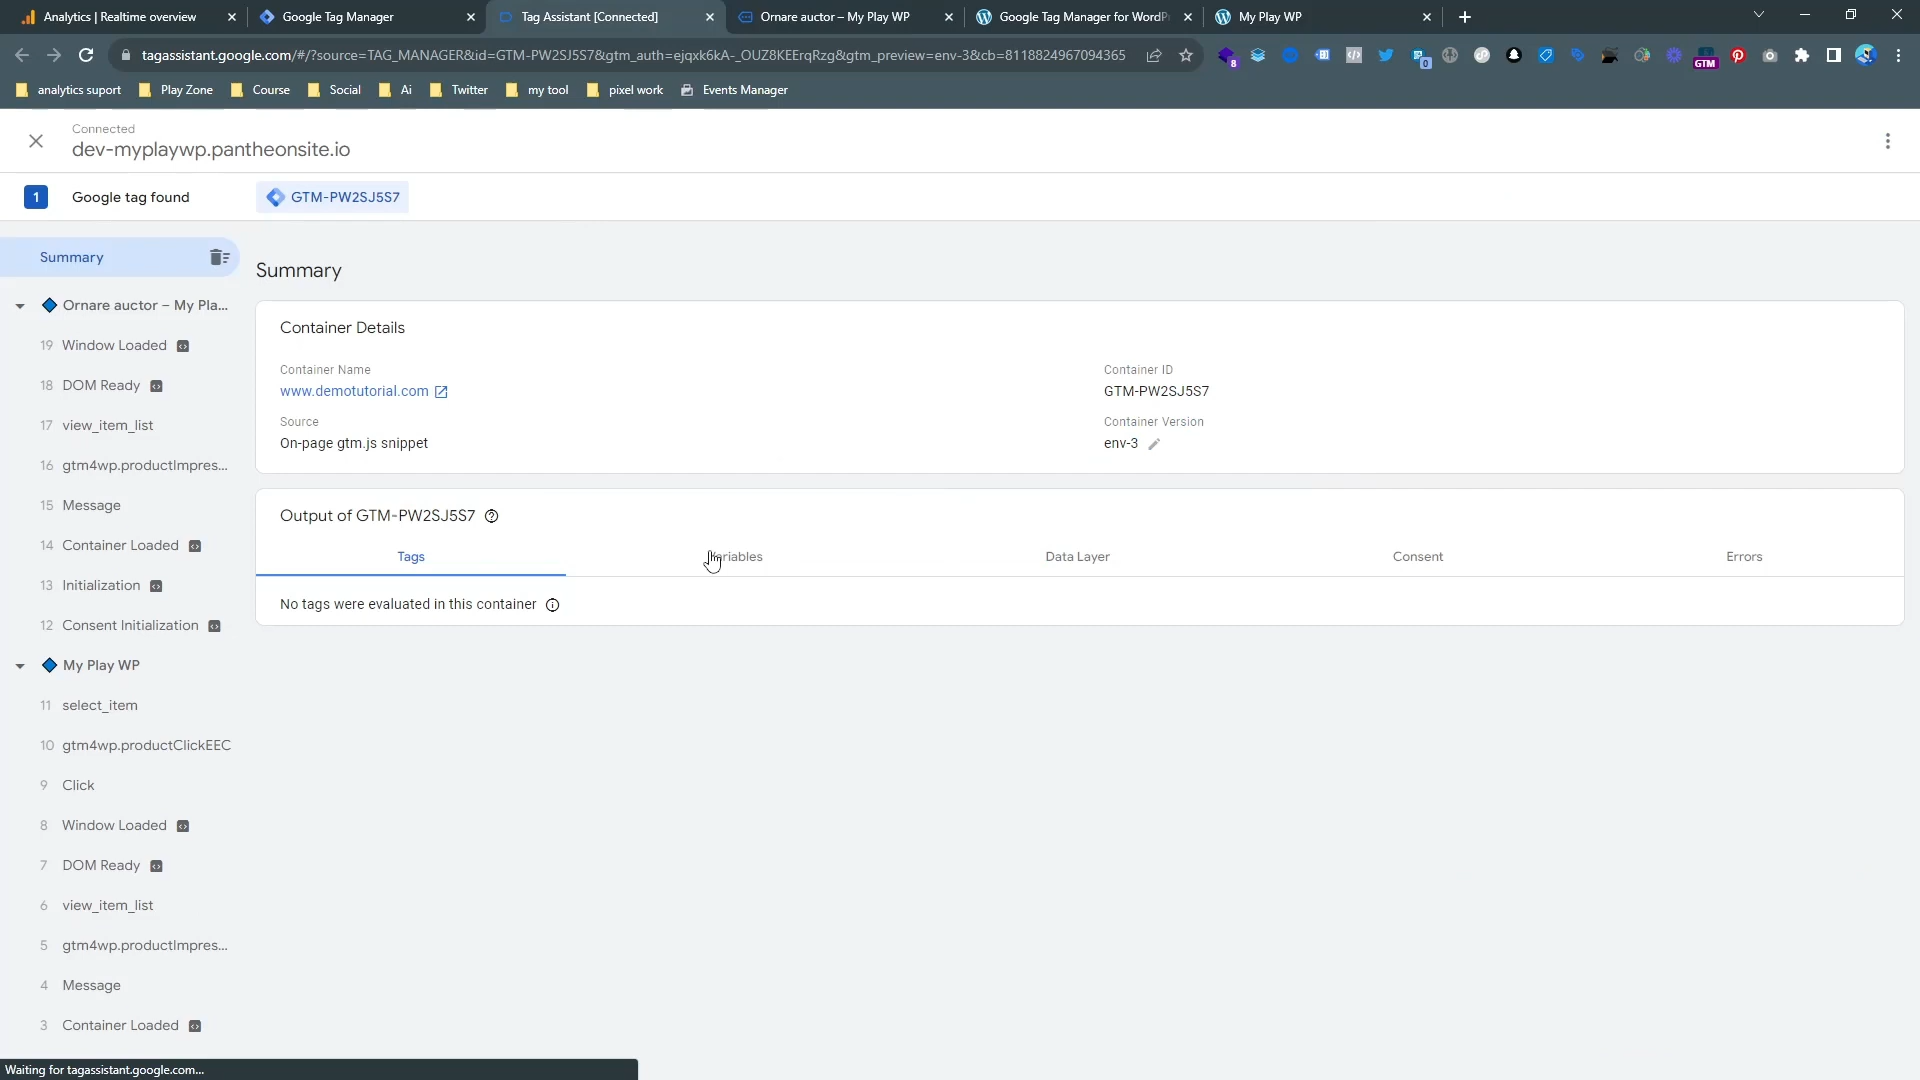 Analytics | Realtime overview
Google Tag Manager
Tag Assistant [Connected]
Ornare auctor – My Play WP
Google Tag Manager for WordPr
My Play WP
tagassistant.google.com/#/?source=TAG_MANAGER&id=GTM-PW2SJ5S7&gtm_auth=ejqxk6kA-_OUZ8KEErqRzg&gtm_preview=env-3&cb=8118824967094365
8
0
GTM
analytics suport
Play Zone
Course
Social
Ai
Twitter
my tool
pixel work
Events Manager
Connected
dev-myplaywp.pantheonsite.io
1 Google tag found
GTM-PW2SJ5S7
Summary
Ornare auctor – My Pla...
19 Window Loaded
18 DOM Ready
17 view_item_list
16 gtm4wp.productImpres...
15 Message
14 Container Loaded
13 Initialization
12 Consent Initialization
My Play WP
11 select_item
10 gtm4wp.productClickEEC
9 Click
8 Window Loaded
7 DOM Ready
6 view_item_list
5 gtm4wp.productImpres...
4 Message
3 Container Loaded
Summary
Container Details
Container Name
www.demotutorial.com
Container ID
GTM-PW2SJ5S7
Source
On-page gtm.js snippet
Container Version
env-3
Output of GTM-PW2SJ5S7
Tags
Variables
Data Layer
Consent
Errors
No tags were evaluated in this container
Waiting for tagassistant.google.com...